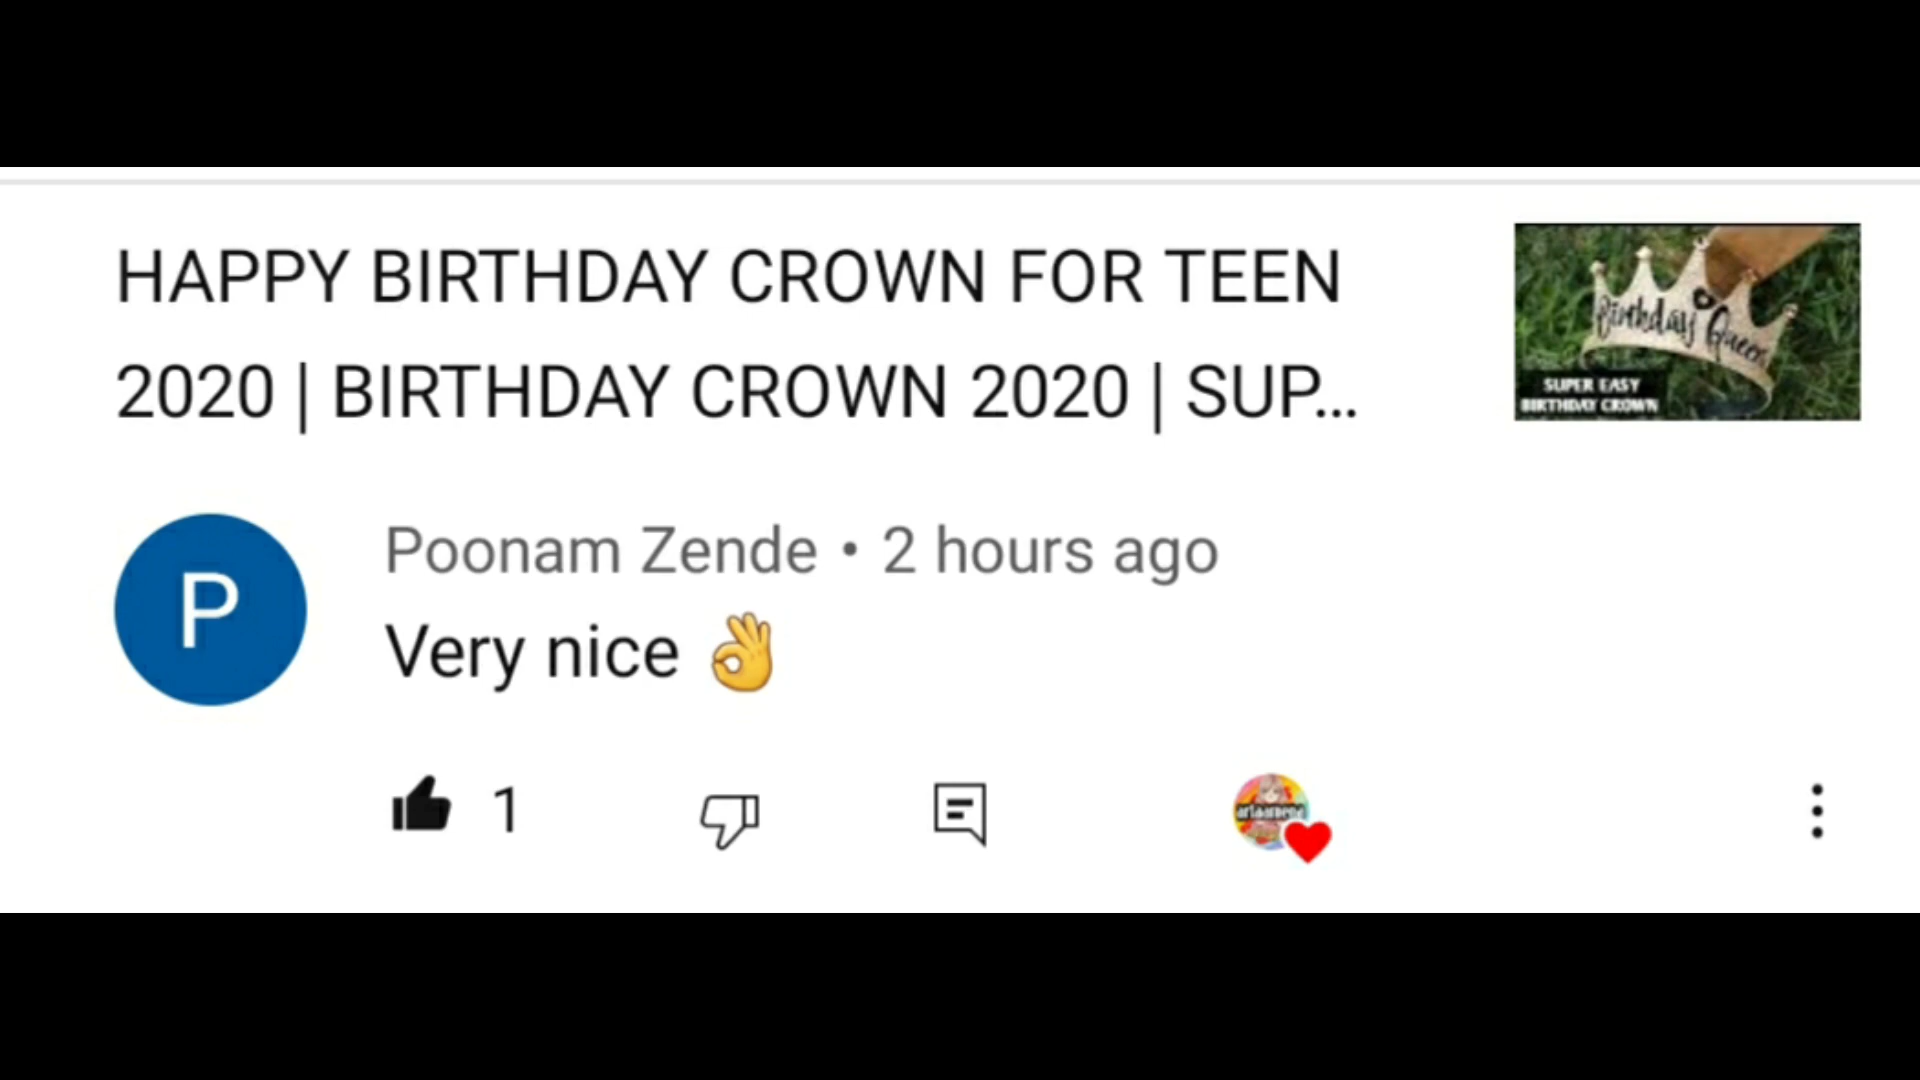 HAPPY BIRTHDAY CROWN FOR TEEN
2020 | BIRTHDAY CROWN 2020 | SUP...
Birthday Queen
SUPER EASY
BIRTHDAY CROWN
P
Poonam Zende • 2 hours ago
Very nice 👌
1